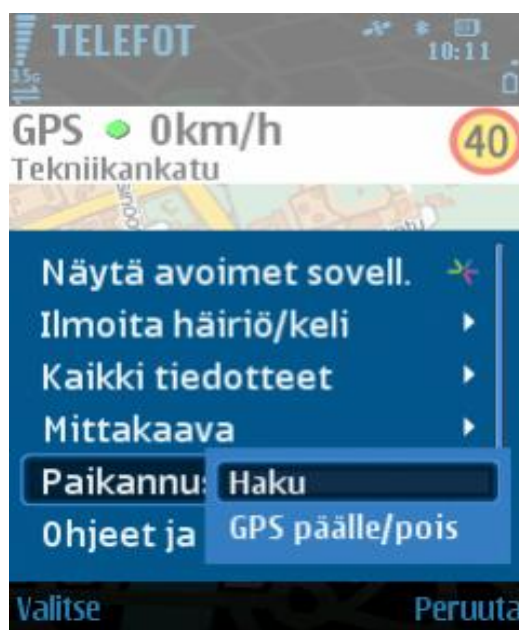 TELEFOT
10:11
3.5G
GPS 0km/h
40
Tekniikankatu
Näytä avoimet sovell.
Ilmoita häiriö/keli
Kaikki tiedotteet
Mittakaava
Paikannus
Haku
Ohjeet ja
GPS päälle/pois
Valitse
Peruuta